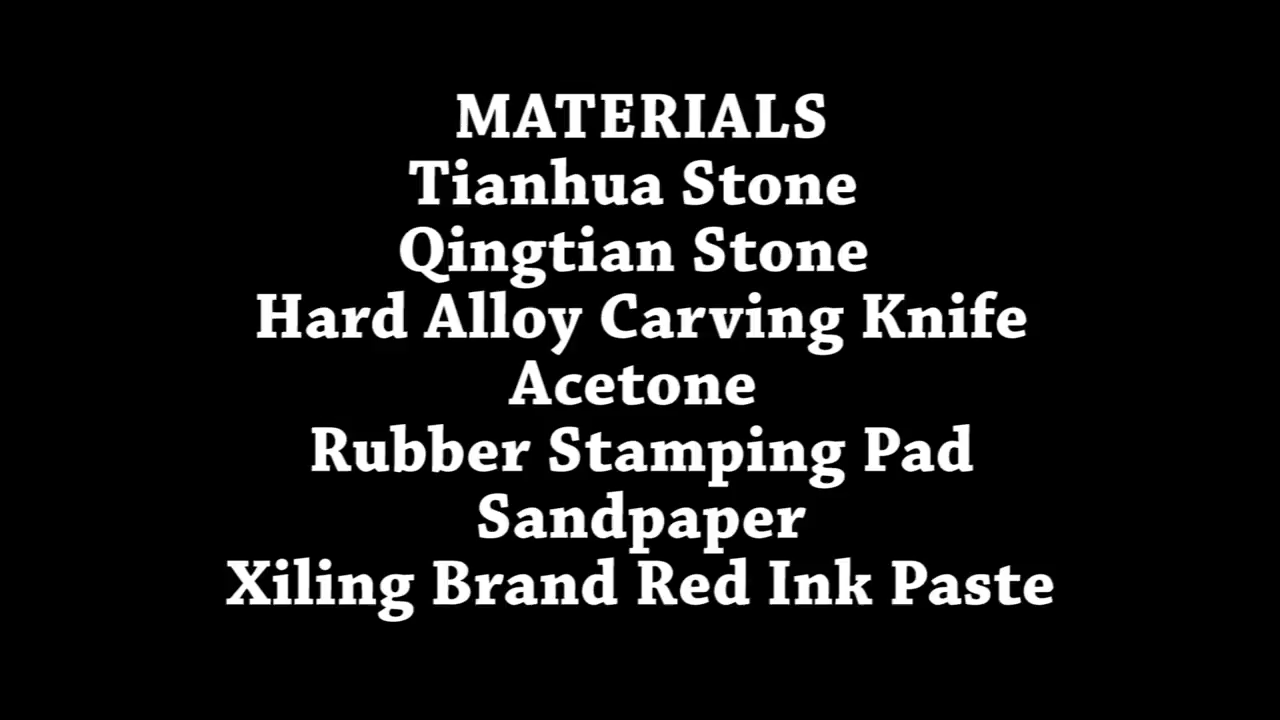 MATERIALS
Tianhua Stone
Qingtian Stone
Hard Alloy Carving Knife
Acetone
Rubber Stamping Pad
Sandpaper
Xiling Brand Red Ink Paste